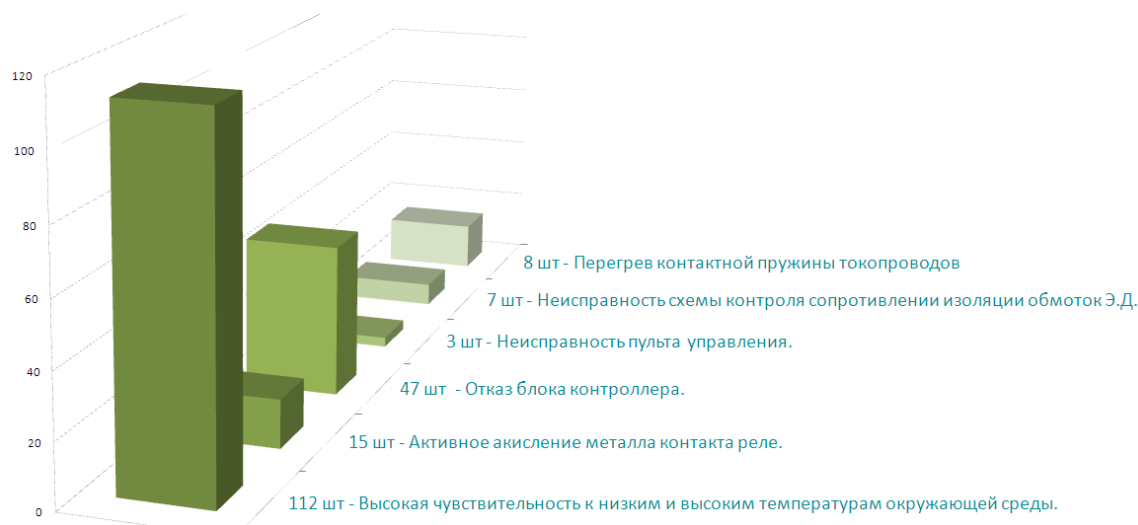 120
100
80
60
40
20
0
8 шт - Перегрев контактной пружины токопроводов
7 шт - Неисправность схемы контроля сопротивлении изоляции обмоток Э.Д.
3 шт - Неисправность пульта управления.
47 шт - Отказ блока контроллера.
15 шт - Активное акисление металла контакта реле.
112 шт - Высокая чувствительность к низким и высоким температурам окружающей среды.